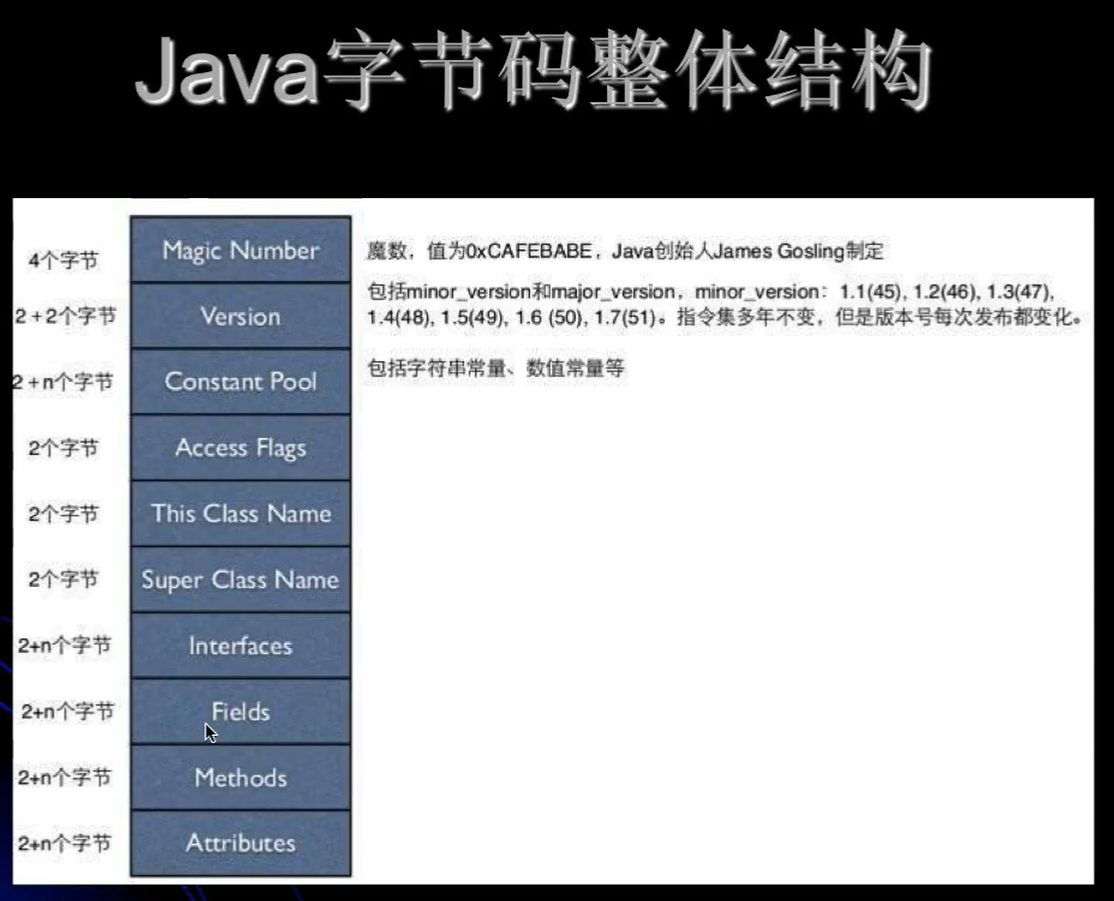 Java字节码整体结构
4个字节
Magic Number
魔数，值为0xCAFEBABE，Java创始人James Gosling制定
2+2个字节
Version
包括minor_version和major_version，minor_version：1.1(45), 1.2(46), 1.3(47),
1.4(48), 1.5(49), 1.6 (50), 1.7(51)。指令集多年不变，但是版本号每次发布都变化。
2+n个字节
Constant Pool
包括字符串常量、数值常量等
2个字节
Access Flags
2个字节
This Class Name
2个字节
Super Class Name
2+n个字节
Interfaces
2+n个字节
Fields
2+n个字节
Methods
2+n个字节
Attributes